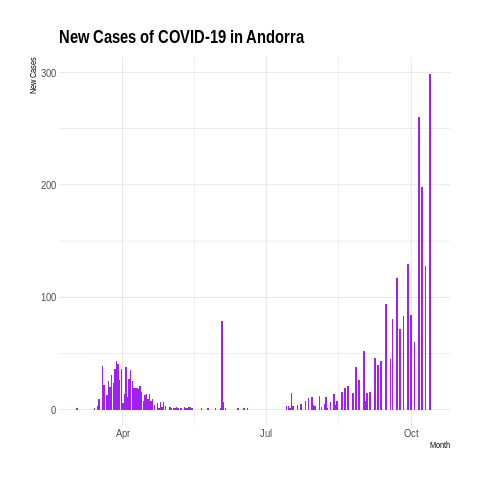 New Cases of COVID-19 in Andorra
New Cases
300
200
100
0
Apr
Jul
Oct
Month